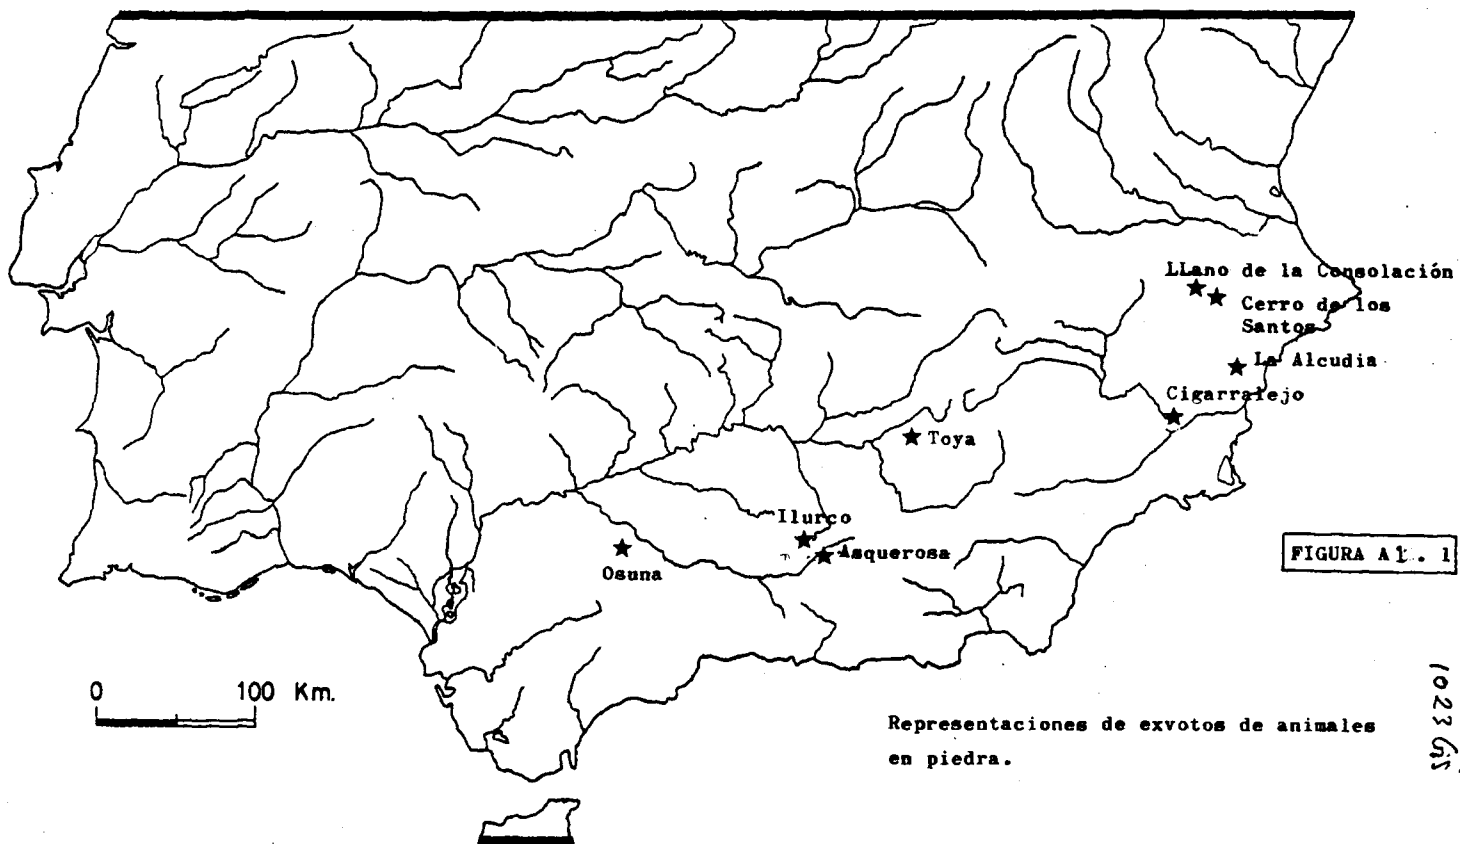 LLano de la Consolación
Cerro de los
Santos
La Alcudia
Cigarralejo
Toya
Ilurco
Asquerosa
Osuna
FIGURA A1. 1
0 100 Km.
Representaciones de exvotos de animales
en piedra.
1023